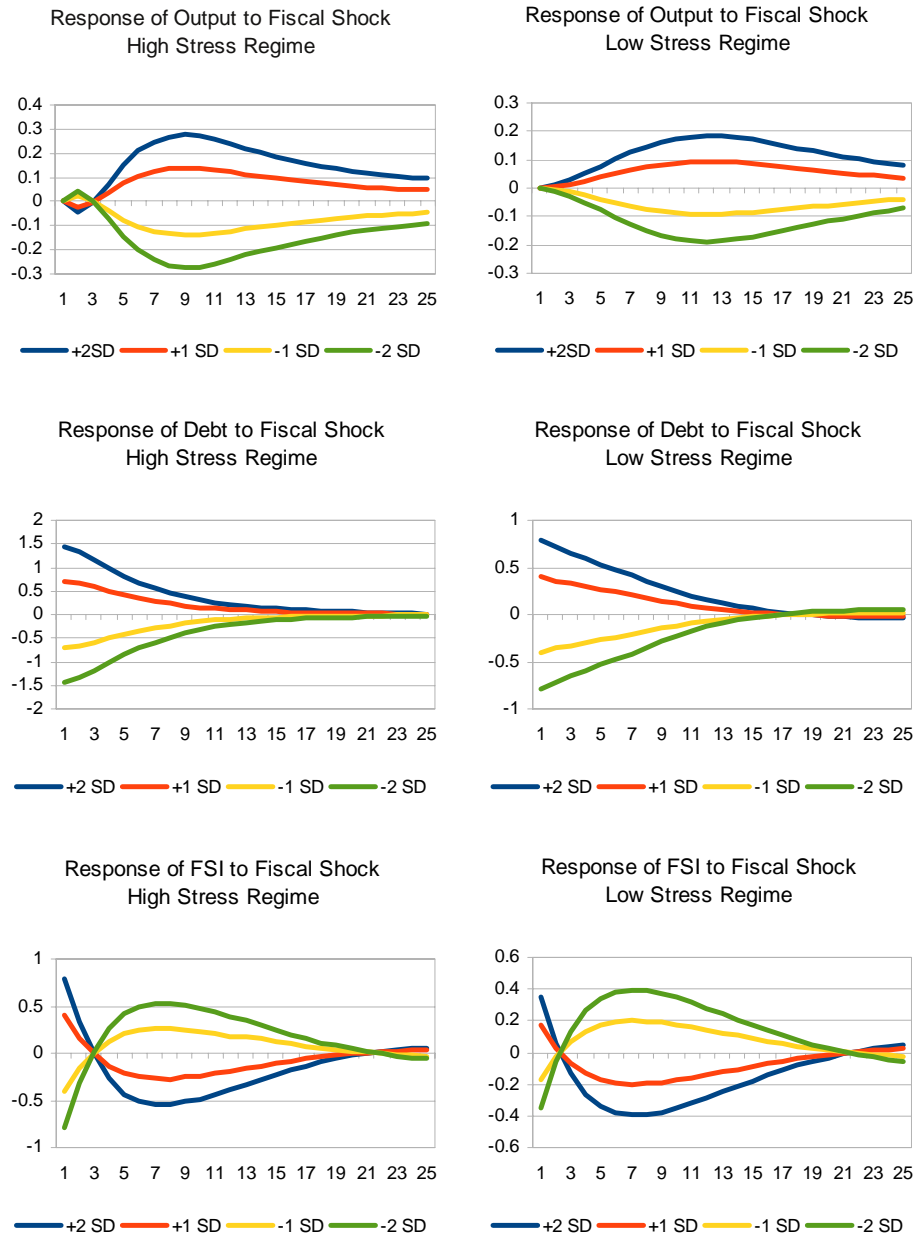 Response of Output to Fiscal Shock
High Stress Regime
0.4
0.3
0.2
0.1
0
-0.1
-0.2
-0.3
1 3 5 7 9 11 13 15 17 19 21 23 25
+2SD +1 SD -1 SD -2 SD
Response of Output to Fiscal Shock
Low Stress Regime
0.3
0.2
0.1
0
-0.1
-0.2
-0.3
1 3 5 7 9 11 13 15 17 19 21 23 25
+2SD +1 SD -1 SD -2 SD
Response of Debt to Fiscal Shock
High Stress Regime
2
1.5
1
0.5
0
-0.5
-1
-1.5
-2
1 3 5 7 9 11 13 15 17 19 21 23 25
+2 SD +1 SD -1 SD -2 SD
Response of Debt to Fiscal Shock
Low Stress Regime
1
0.5
0
-0.5
-1
1 3 5 7 9 11 13 15 17 19 21 23 25
+2 SD +1 SD -1 SD -2 SD
Response of FSI to Fiscal Shock
High Stress Regime
1
0.5
0
-0.5
-1
1 3 5 7 9 11 13 15 17 19 21 23 25
+2 SD +1 SD -1 SD -2 SD
Response of FSI to Fiscal Shock
Low Stress Regime
0.6
0.4
0.2
0
-0.2
-0.4
-0.6
1 3 5 7 9 11 13 15 17 19 21 23 25
+2 SD +1 SD -1 SD -2 SD